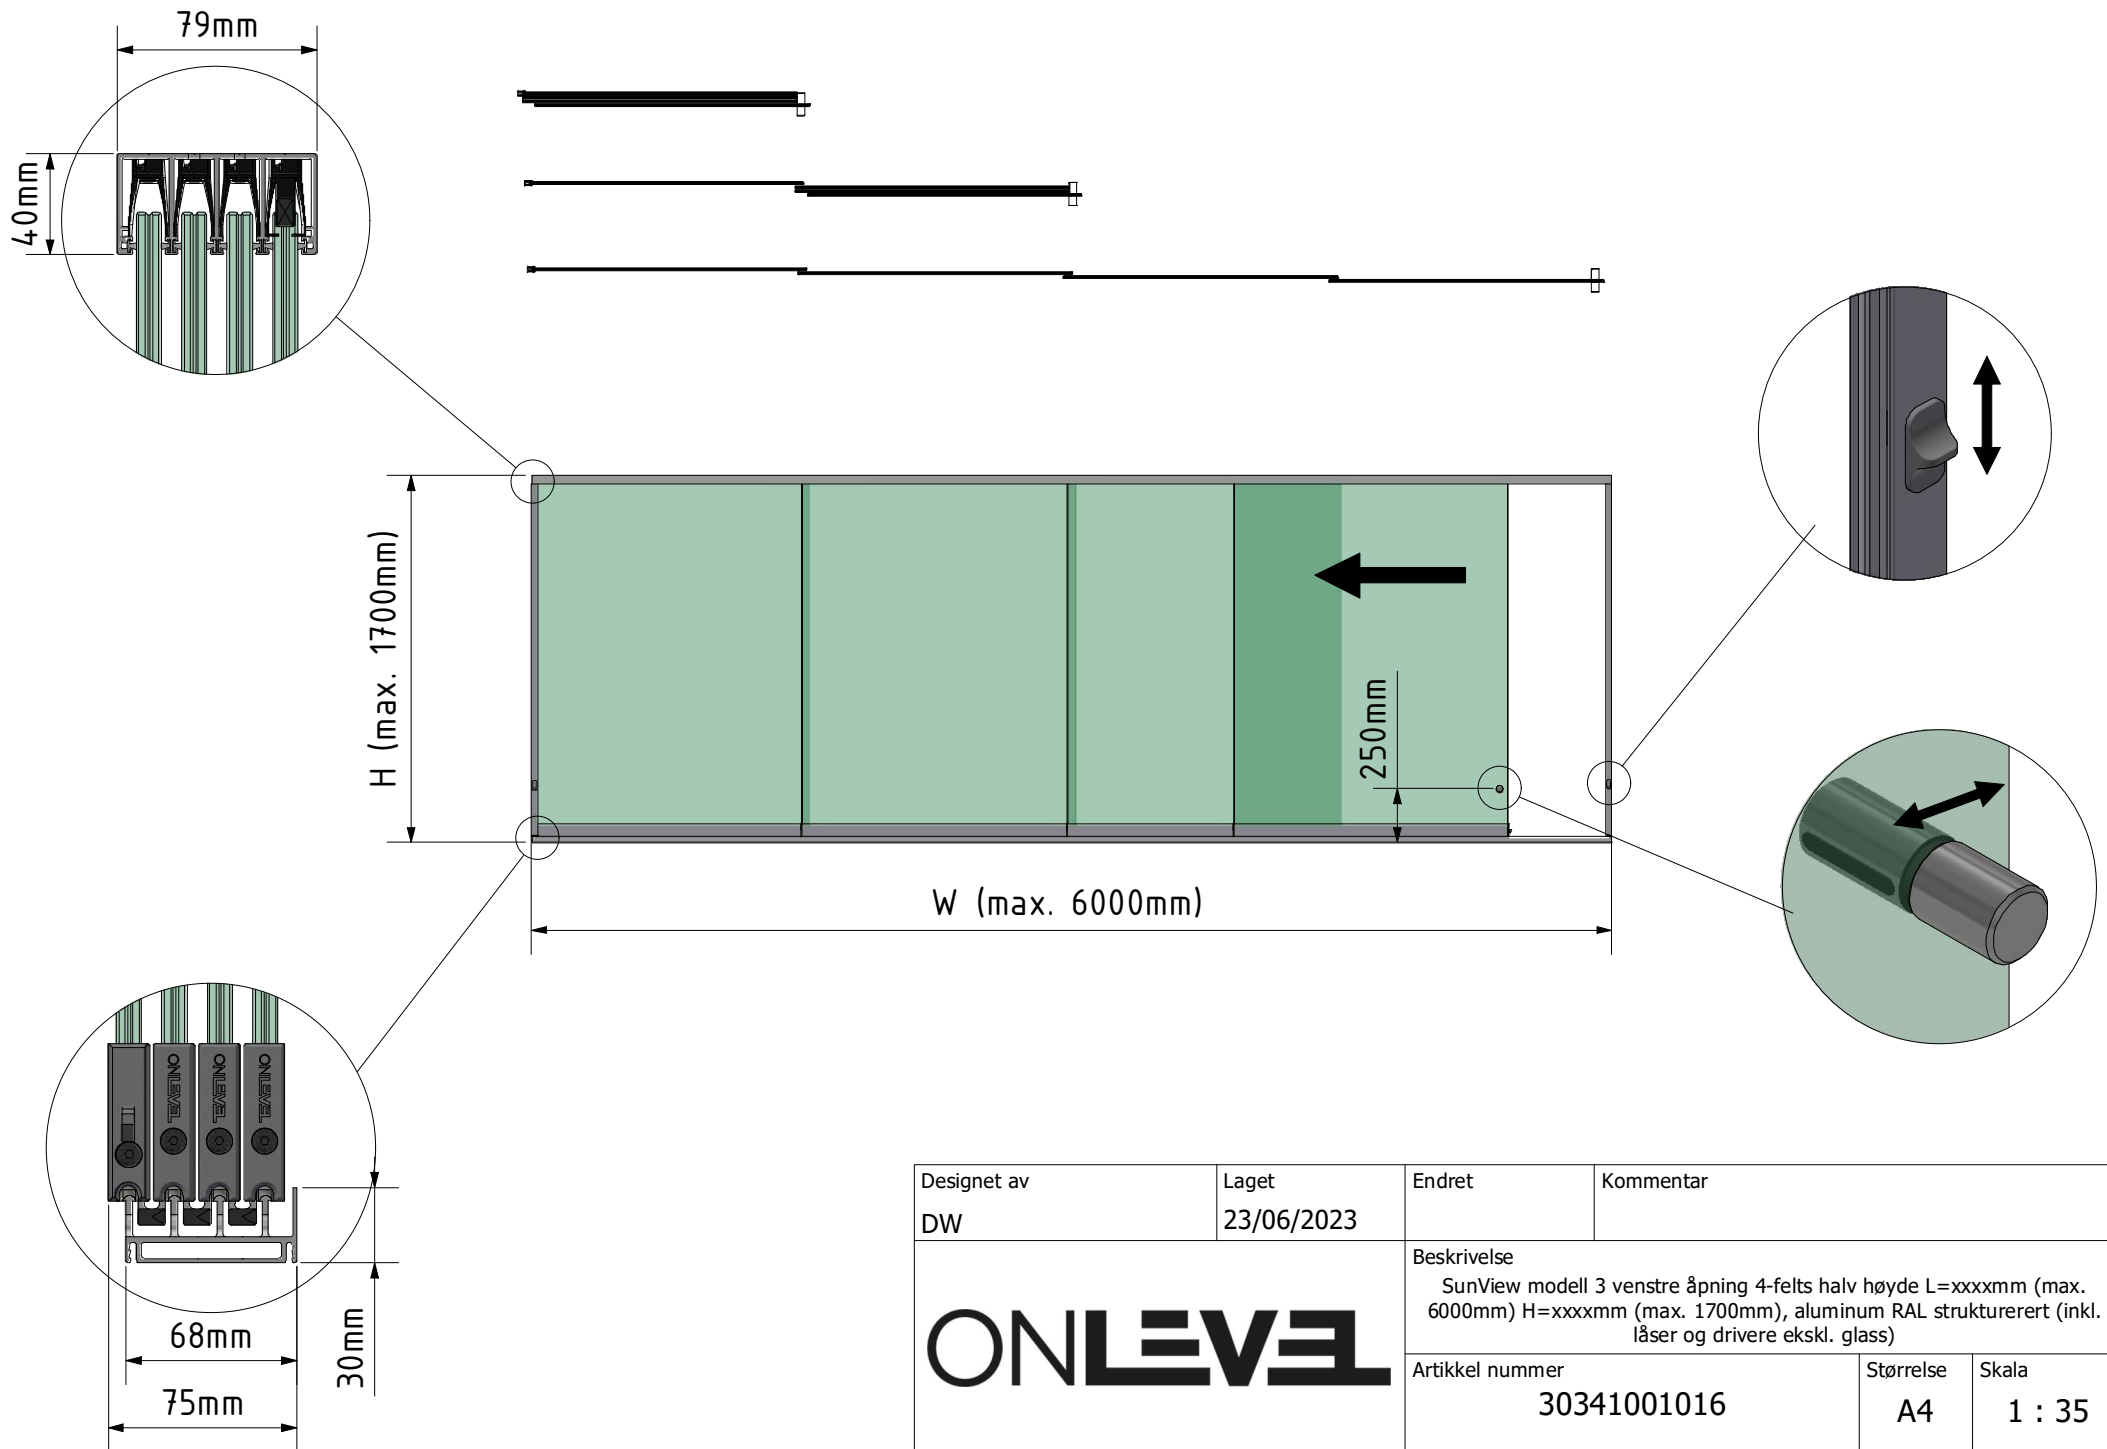 79mm
40mm
H (max. 1700mm)
250mm
W (max. 6000mm)
ONLEVEL
ONLEVEL
ONLEVEL
68mm
75mm
30mm
Designet av
DW
Laget
23/06/2023
Endret
Kommentar
ONLEVEL
Beskrivelse
SunView modell 3 venstre åpning 4-felts halv høyde L=xxxxmm (max.
6000mm) H=xxxxmm (max. 1700mm), aluminum RAL strukturerert (inkl.
låser og drivere ekskl. glass)
Artikkel nummer
30341001016
Størrelse
A4
Skala
1 : 35